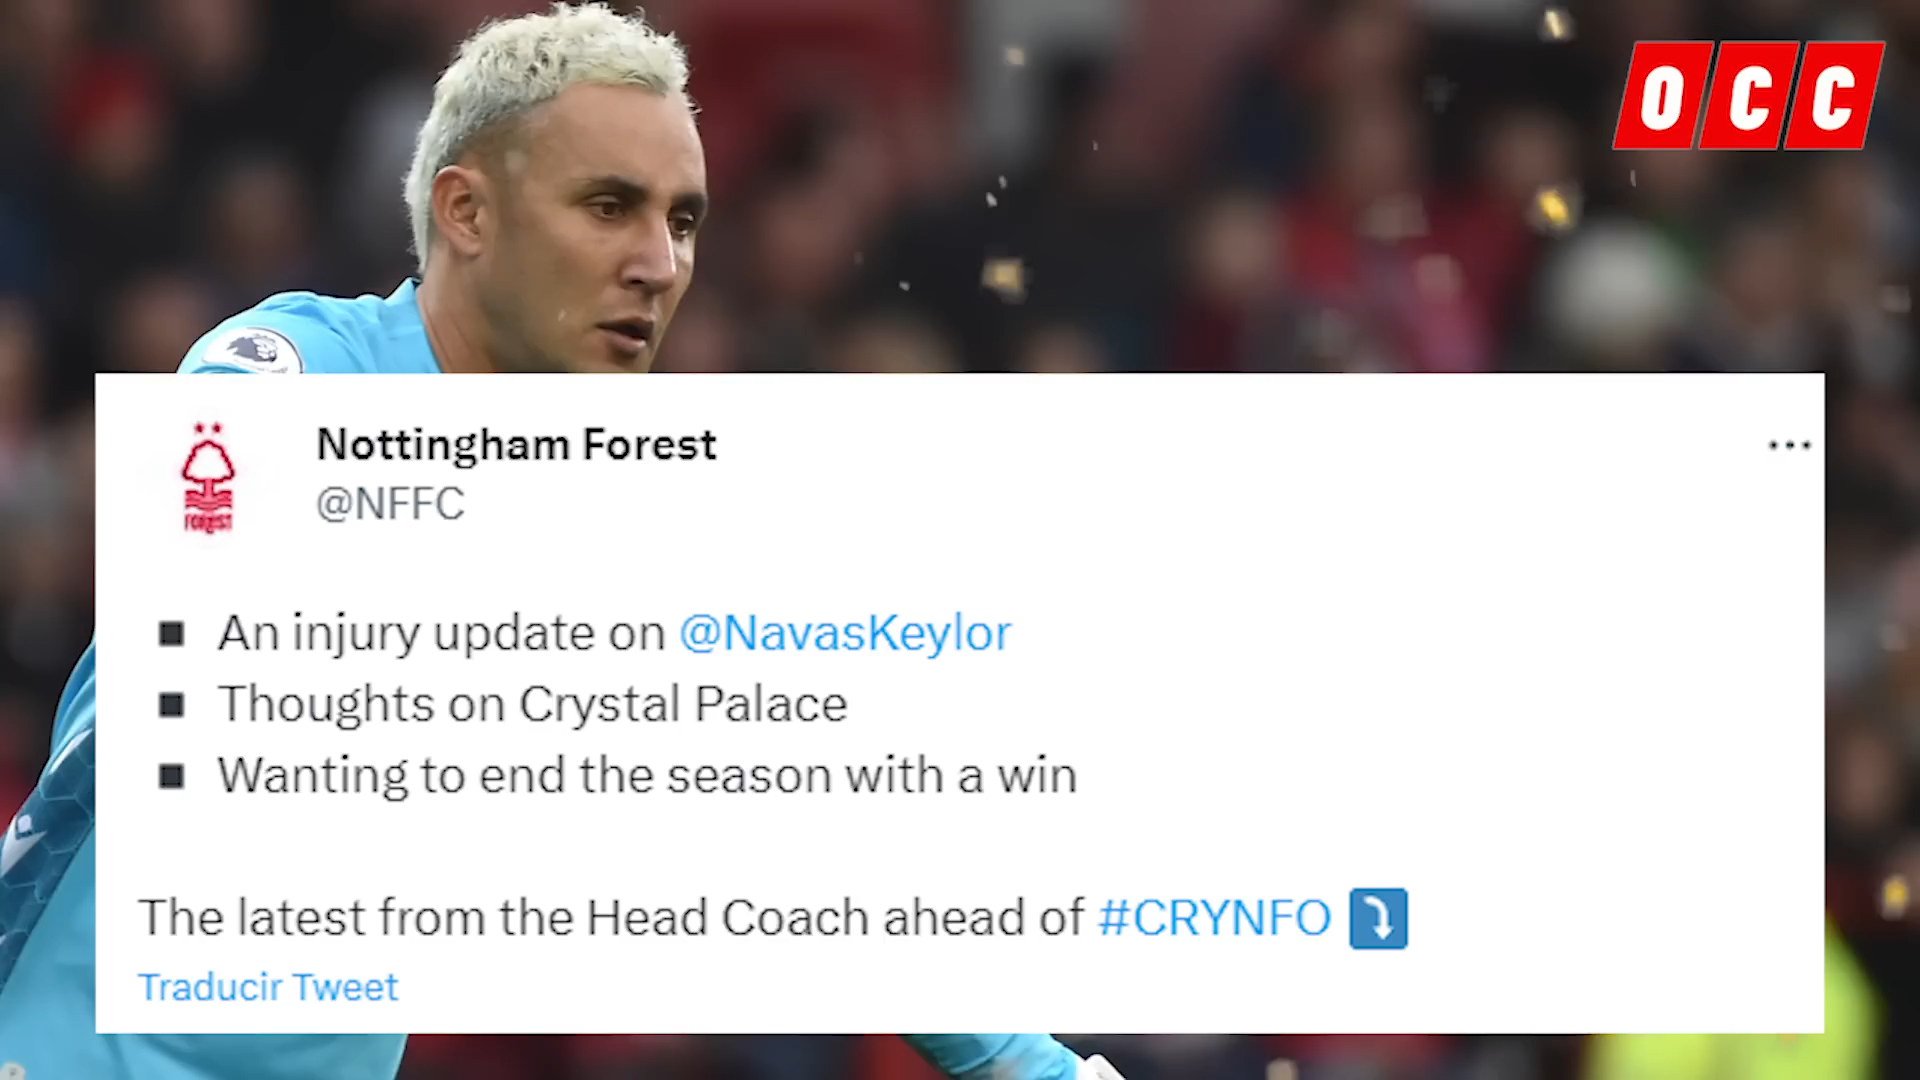 OCC
Nottingham Forest
@NFFC
FOREST
An injury update on @NavasKeylor
Thoughts on Crystal Palace
Wanting to end the season with a win
The latest from the Head Coach ahead of #CRYNFO
Traducir Tweet